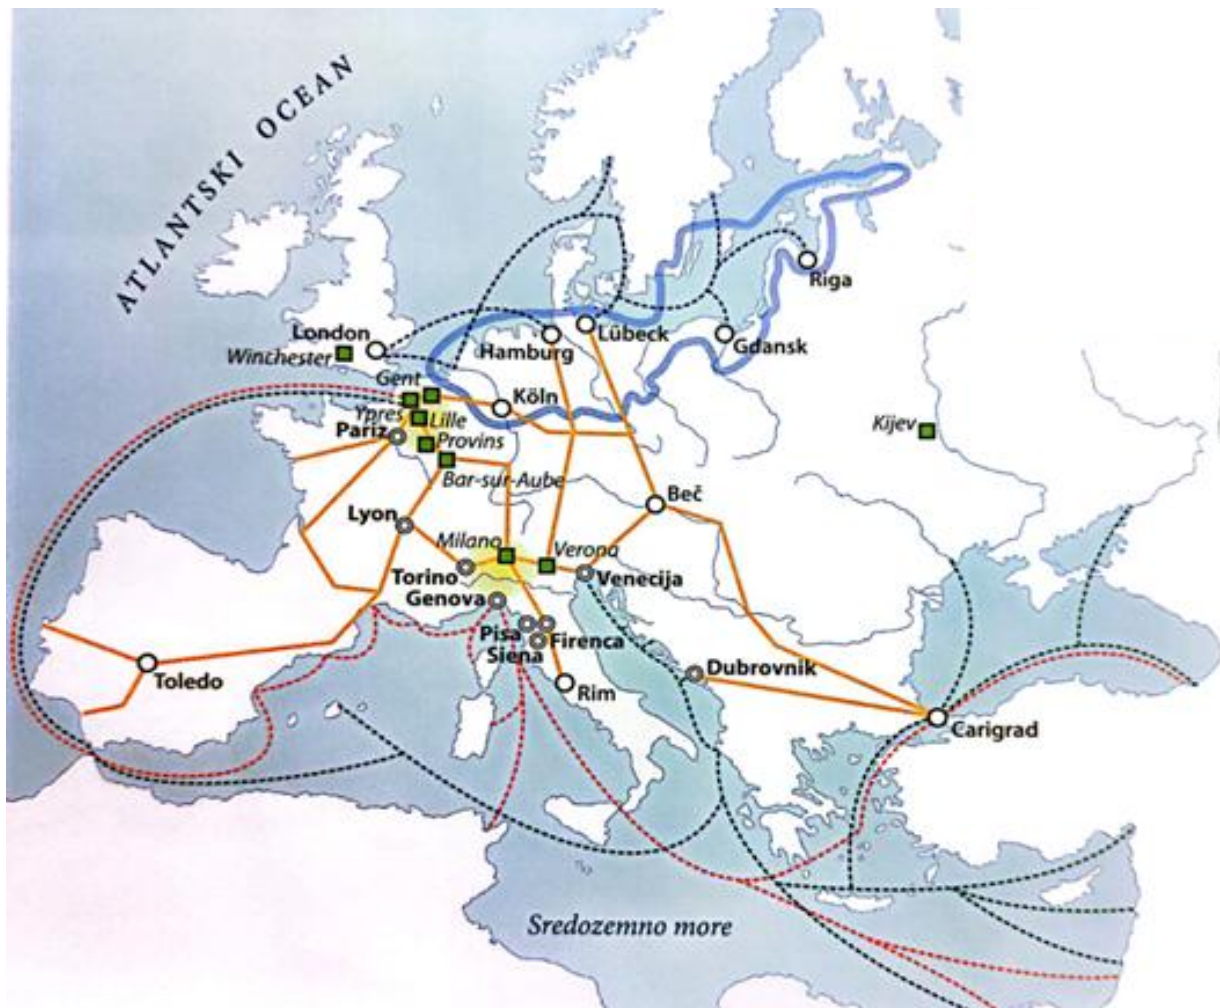 ATLANTSKI OCEAN
Riga
London
Winchester
Hamburg
Lübeck
Gdansk
Gent
Ypres
Lille
Köln
Pariz
Provins
Bar-sur-Aube
Kijev
Lyon
Beč
Milano
Verona
Torino
Venecija
Genova
Pisa
Firenca
Siena
Rim
Toledo
Dubrovnik
Carigrad
Sredozemno more